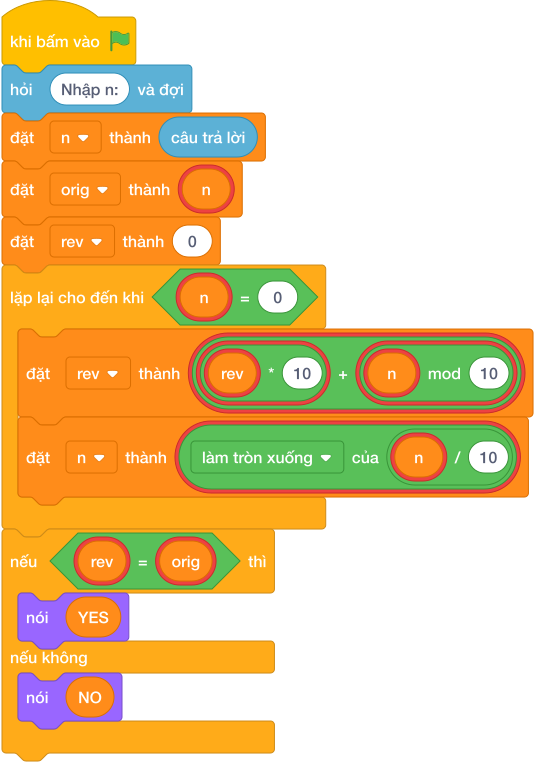 khi bấm vào
hỏi Nhập n: và đợi
đặt n thành câu trả lời
đặt orig thành n
đặt rev thành 0
lặp lại cho đến khi n = 0
đặt rev thành rev * 10 + n mod 10
đặt n thành làm tròn xuống của n / 10
nếu rev = orig thì
nói YES
nếu không
nói NO